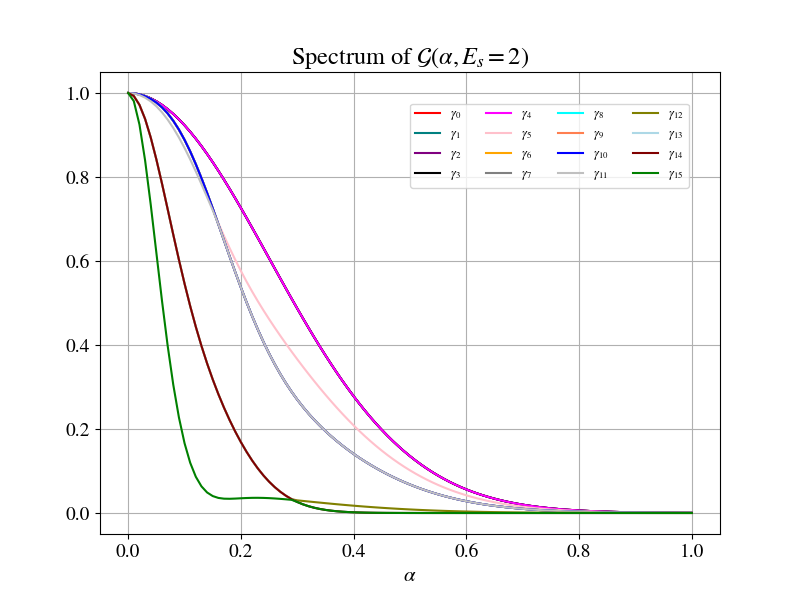 Spectrum of 𝒢(α, E_s = 2)
γ₀ γ₄ γ₈ γ₁₂
γ₁ γ₅ γ₉ γ₁₃
γ₂ γ₆ γ₁₀ γ₁₄
γ₃ γ₇ γ₁₁ γ₁₅
1.0
0.8
0.6
0.4
0.2
0.0
0.0 0.2 0.4 0.6 0.8 1.0
α